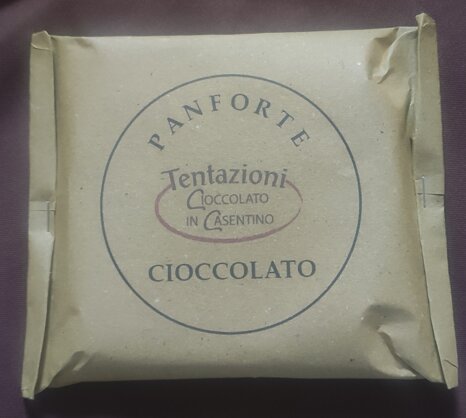 PANFORTE
Tentazioni
CIOCCOLATO
IN CASENTINO
CIOCCOLATO